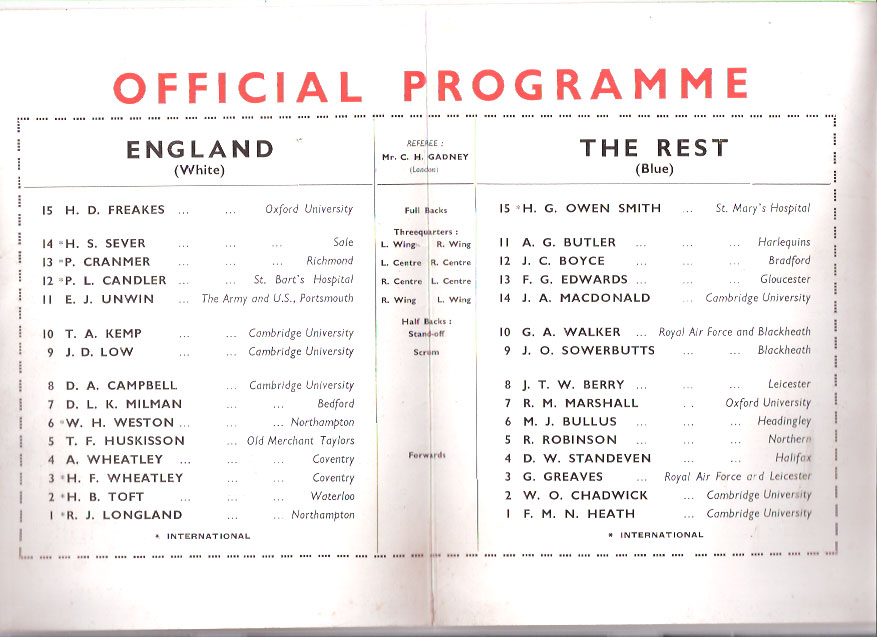 OFFICIAL PROGRAMME
ENGLAND
(White)
15 H. D. FREAKES ... ... Oxford University
14 *H. S. SEVER ... ... ... Sale
13 *P. CRANMER ... ... ... Richmond
12 *P. L. CANDLER ... ... St. Bart's Hospital
11 E. J. UNWIN ... The Army and U.S., Portsmouth
10 T. A. KEMP ... ... Cambridge University
9 J. D. LOW ... ... Cambridge University
8 D. A. CAMPBELL ... Cambridge University
7 D. L. K. MILMAN ... ... Bedford
6 *W. H. WESTON ... ... ... Northampton
5 T. F. HUSKISSON ... Old Merchant Taylors
4 A. WHEATLEY ... ... ... Coventry
3 *H. F. WHEATLEY ... ... Coventry
2 *H. B. TOFT ... ... ... Waterloo
1 *R. J. LONGLAND ... ... Northampton
* INTERNATIONAL
REFEREE :
Mr. C. H. GADNEY
(London)
Full Backs
Threequarters :
L. Wing R. Wing
L. Centre R. Centre
R. Centre L. Centre
R. Wing L. Wing
Half Backs :
Stand-off
Scrum
Forwards
THE REST
(Blue)
15 *H. G. OWEN SMITH ... St. Mary's Hospital
11 A. G. BUTLER ... ... ... Harlequins
12 J. C. BOYCE ... ... ... Bradford
13 F. G. EDWARDS ... ... ... Gloucester
14 J. A. MACDONALD ... Cambridge University
10 G. A. WALKER ... Royal Air Force and Blackheath
9 J. O. SOWERBUTTS ... ... Blackheath
8 J. T. W. BERRY ... ... ... Leicester
7 R. M. MARSHALL .. Oxford University
6 M. J. BULLUS ... ... ... Headingley
5 R. ROBINSON ... ... ... Northern
4 D. W. STANDEVEN ... ... Halifax
3 G. GREAVES ... Royal Air Force and Leicester
2 W. O. CHADWICK ... Cambridge University
1 F. M. N. HEATH ... Cambridge University
* INTERNATIONAL